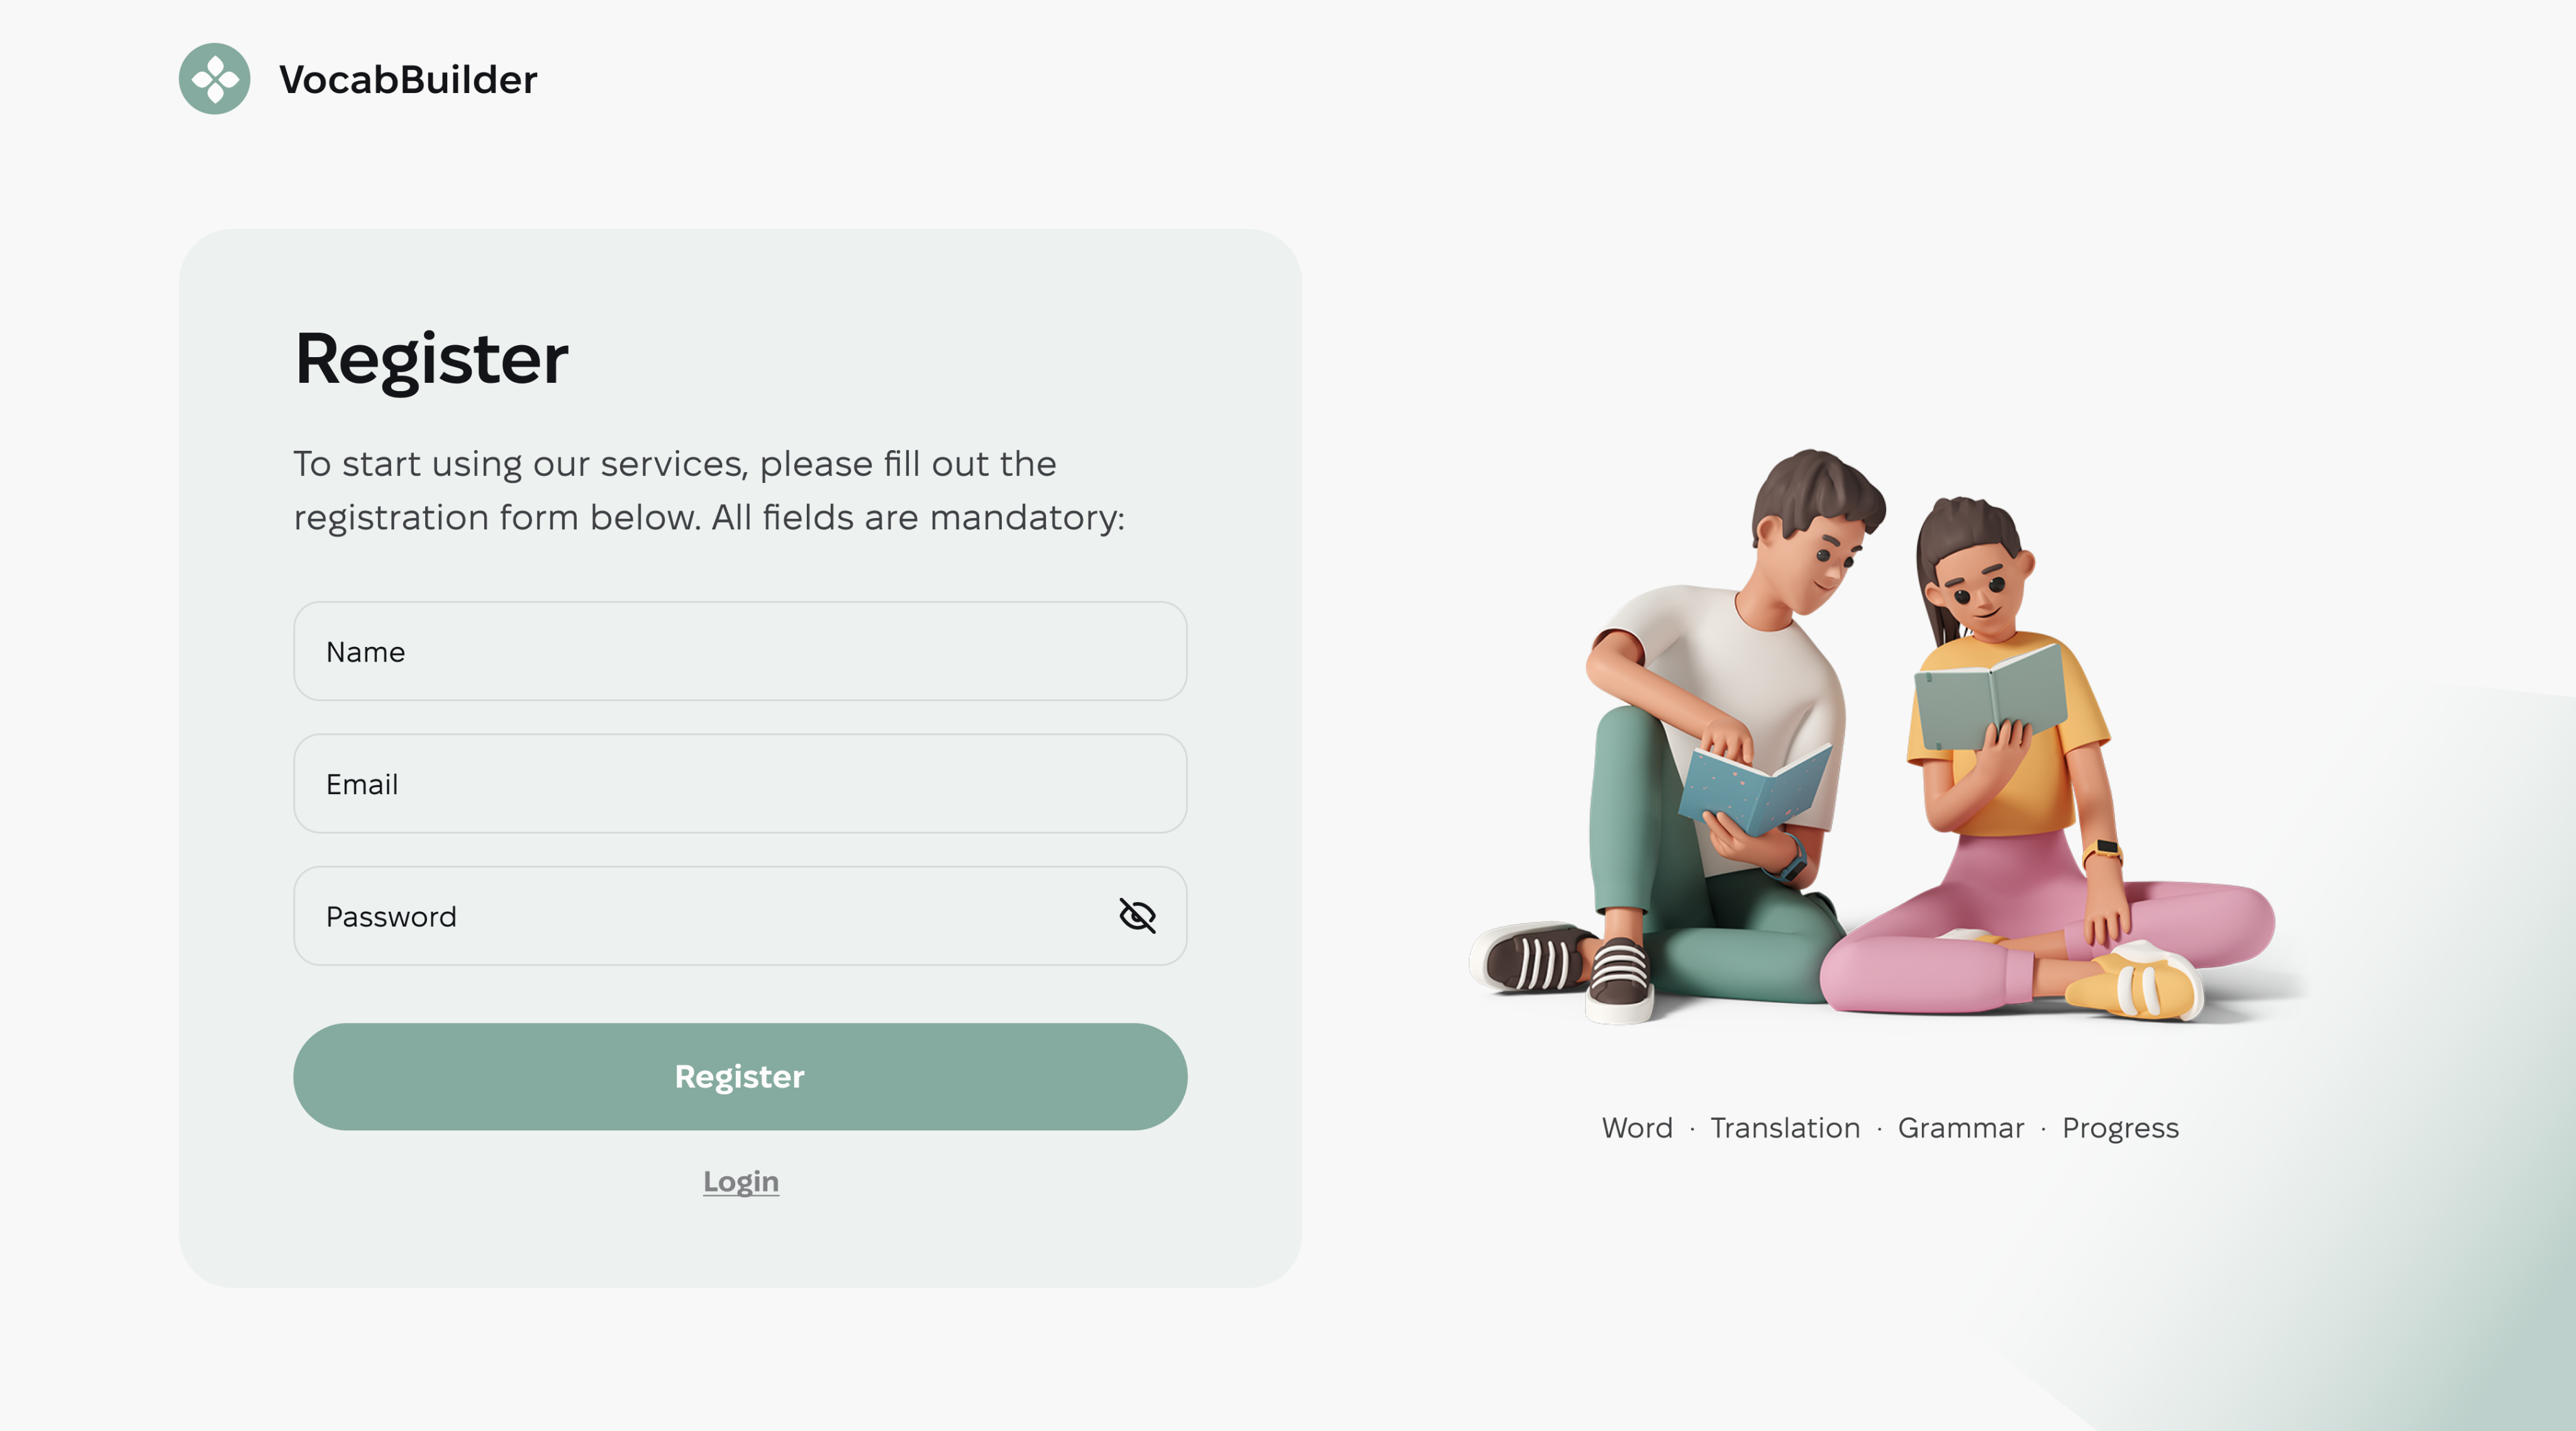 VocabBuilder
Register
To start using our services, please fill out the
registration form below. All fields are mandatory:
Name
Email
Password
Register
Login
Word · Translation · Grammar · Progress